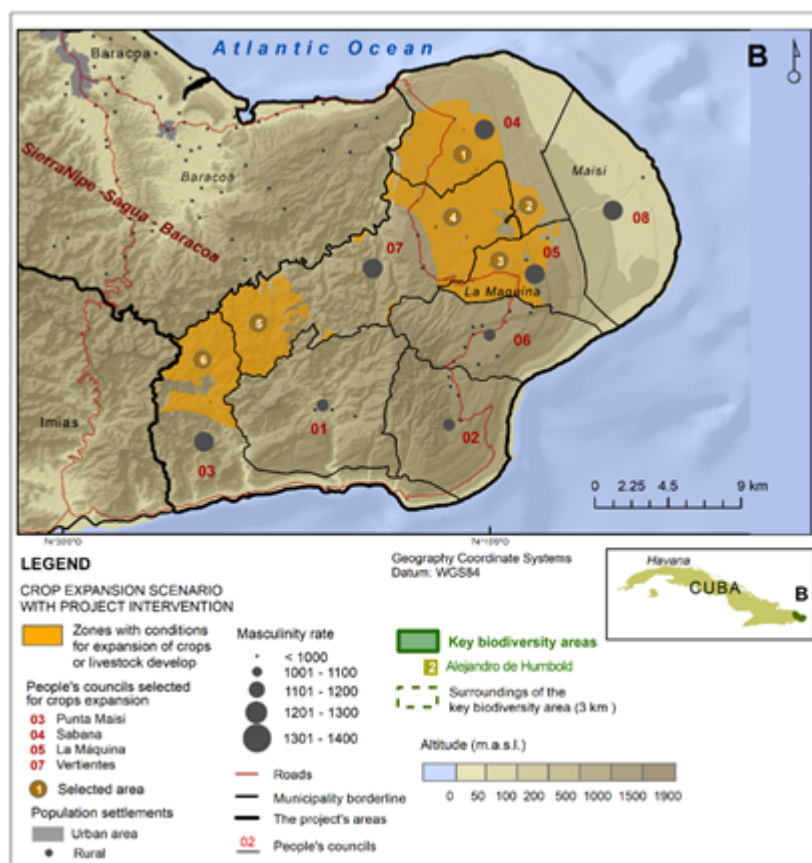 Atlantic Ocean
B
Baracoa
04
1
Maisi
SierraNipe -Sagua - Baracoa
Baracoa
2
4
08
07
05
3
La Maquina
5
06
6
Imias
01
02
03
0 2.25 4.5 9 km
74°15'0"W
LEGEND
CROP EXPANSION SCENARIO
WITH PROJECT INTERVENTION
Zones with conditions
for expansion of crops
or livestock develop
People's councils selected
for crops expansion
03 Punta Maisi
04 Sabana
05 La Máquina
07 Vertientes
1 Selected area
Population settlements
Urban area
Rural
Masculinity rate
< 1000
1001 - 1100
1101 - 1200
1201 - 1300
1301 - 1400
Roads
Municipality borderline
The project's areas
02 People's councils
Geography Coordinate Systems
Datum: WGS84
Key biodiversity areas
2 Alejandro de Humbold
Surroundings of the
key biodiversity area (3 km )
Altitude (m.a.s.l.)
0 50 100 200 500 1000 1500 1900
Havana
CUBA
B